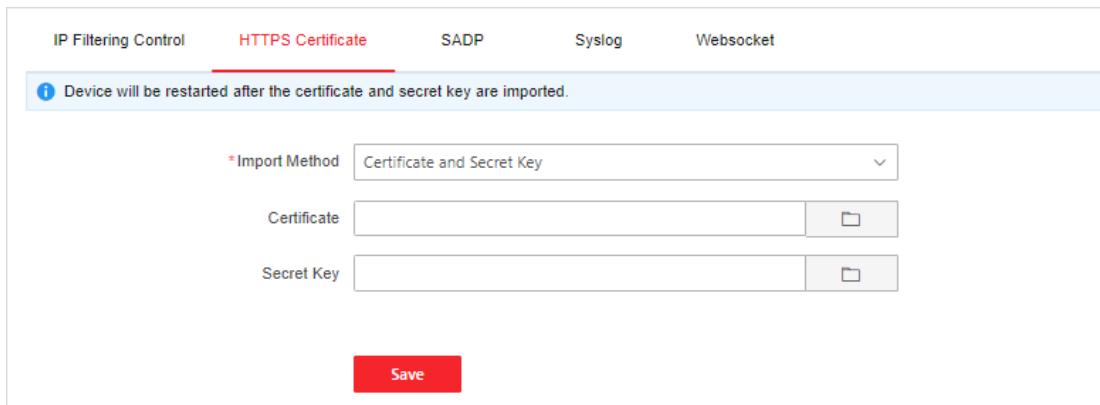 IP Filtering Control HTTPS Certificate SADP Syslog Websocket
Device will be restarted after the certificate and secret key are imported.
*Import Method Certificate and Secret Key
Certificate
Secret Key
Save